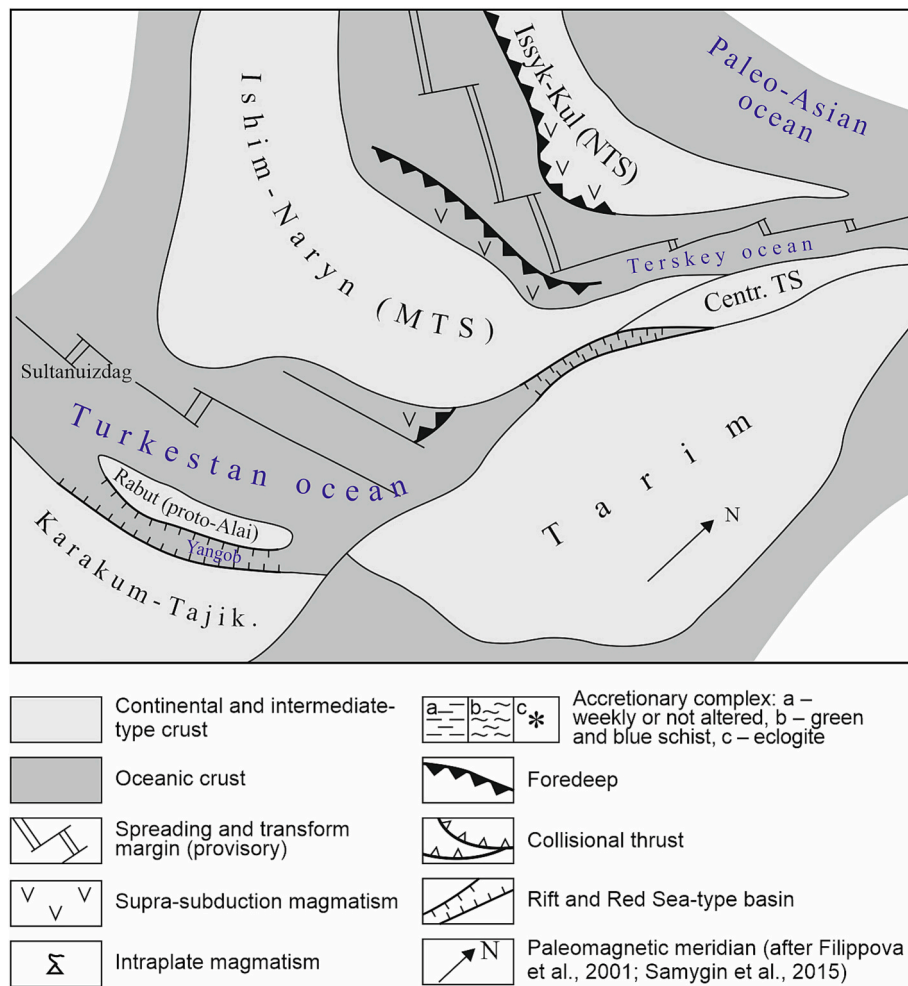 Paleo-Asian
ocean
Issyk-Kul (NTS)
Ishim-Naryn (MTS)
Terskey ocean
Centr. TS
Sultanuizdag
Turkestan ocean
Tarim
N
Rabut (proto-Alai)
Yangob
Karakum-Tajik.
Continental and intermediate-
type crust
Oceanic crust
Spreading and transform
margin (provisory)
Supra-subduction magmatism
Intraplate magmatism
a b c
Accretionary complex: a –
weekly or not altered, b – green
and blue schist, c – eclogite
Foredeep
Collisional thrust
Rift and Red Sea-type basin
N
Paleomagnetic meridian (after Filippova
et al., 2001; Samygin et al., 2015)